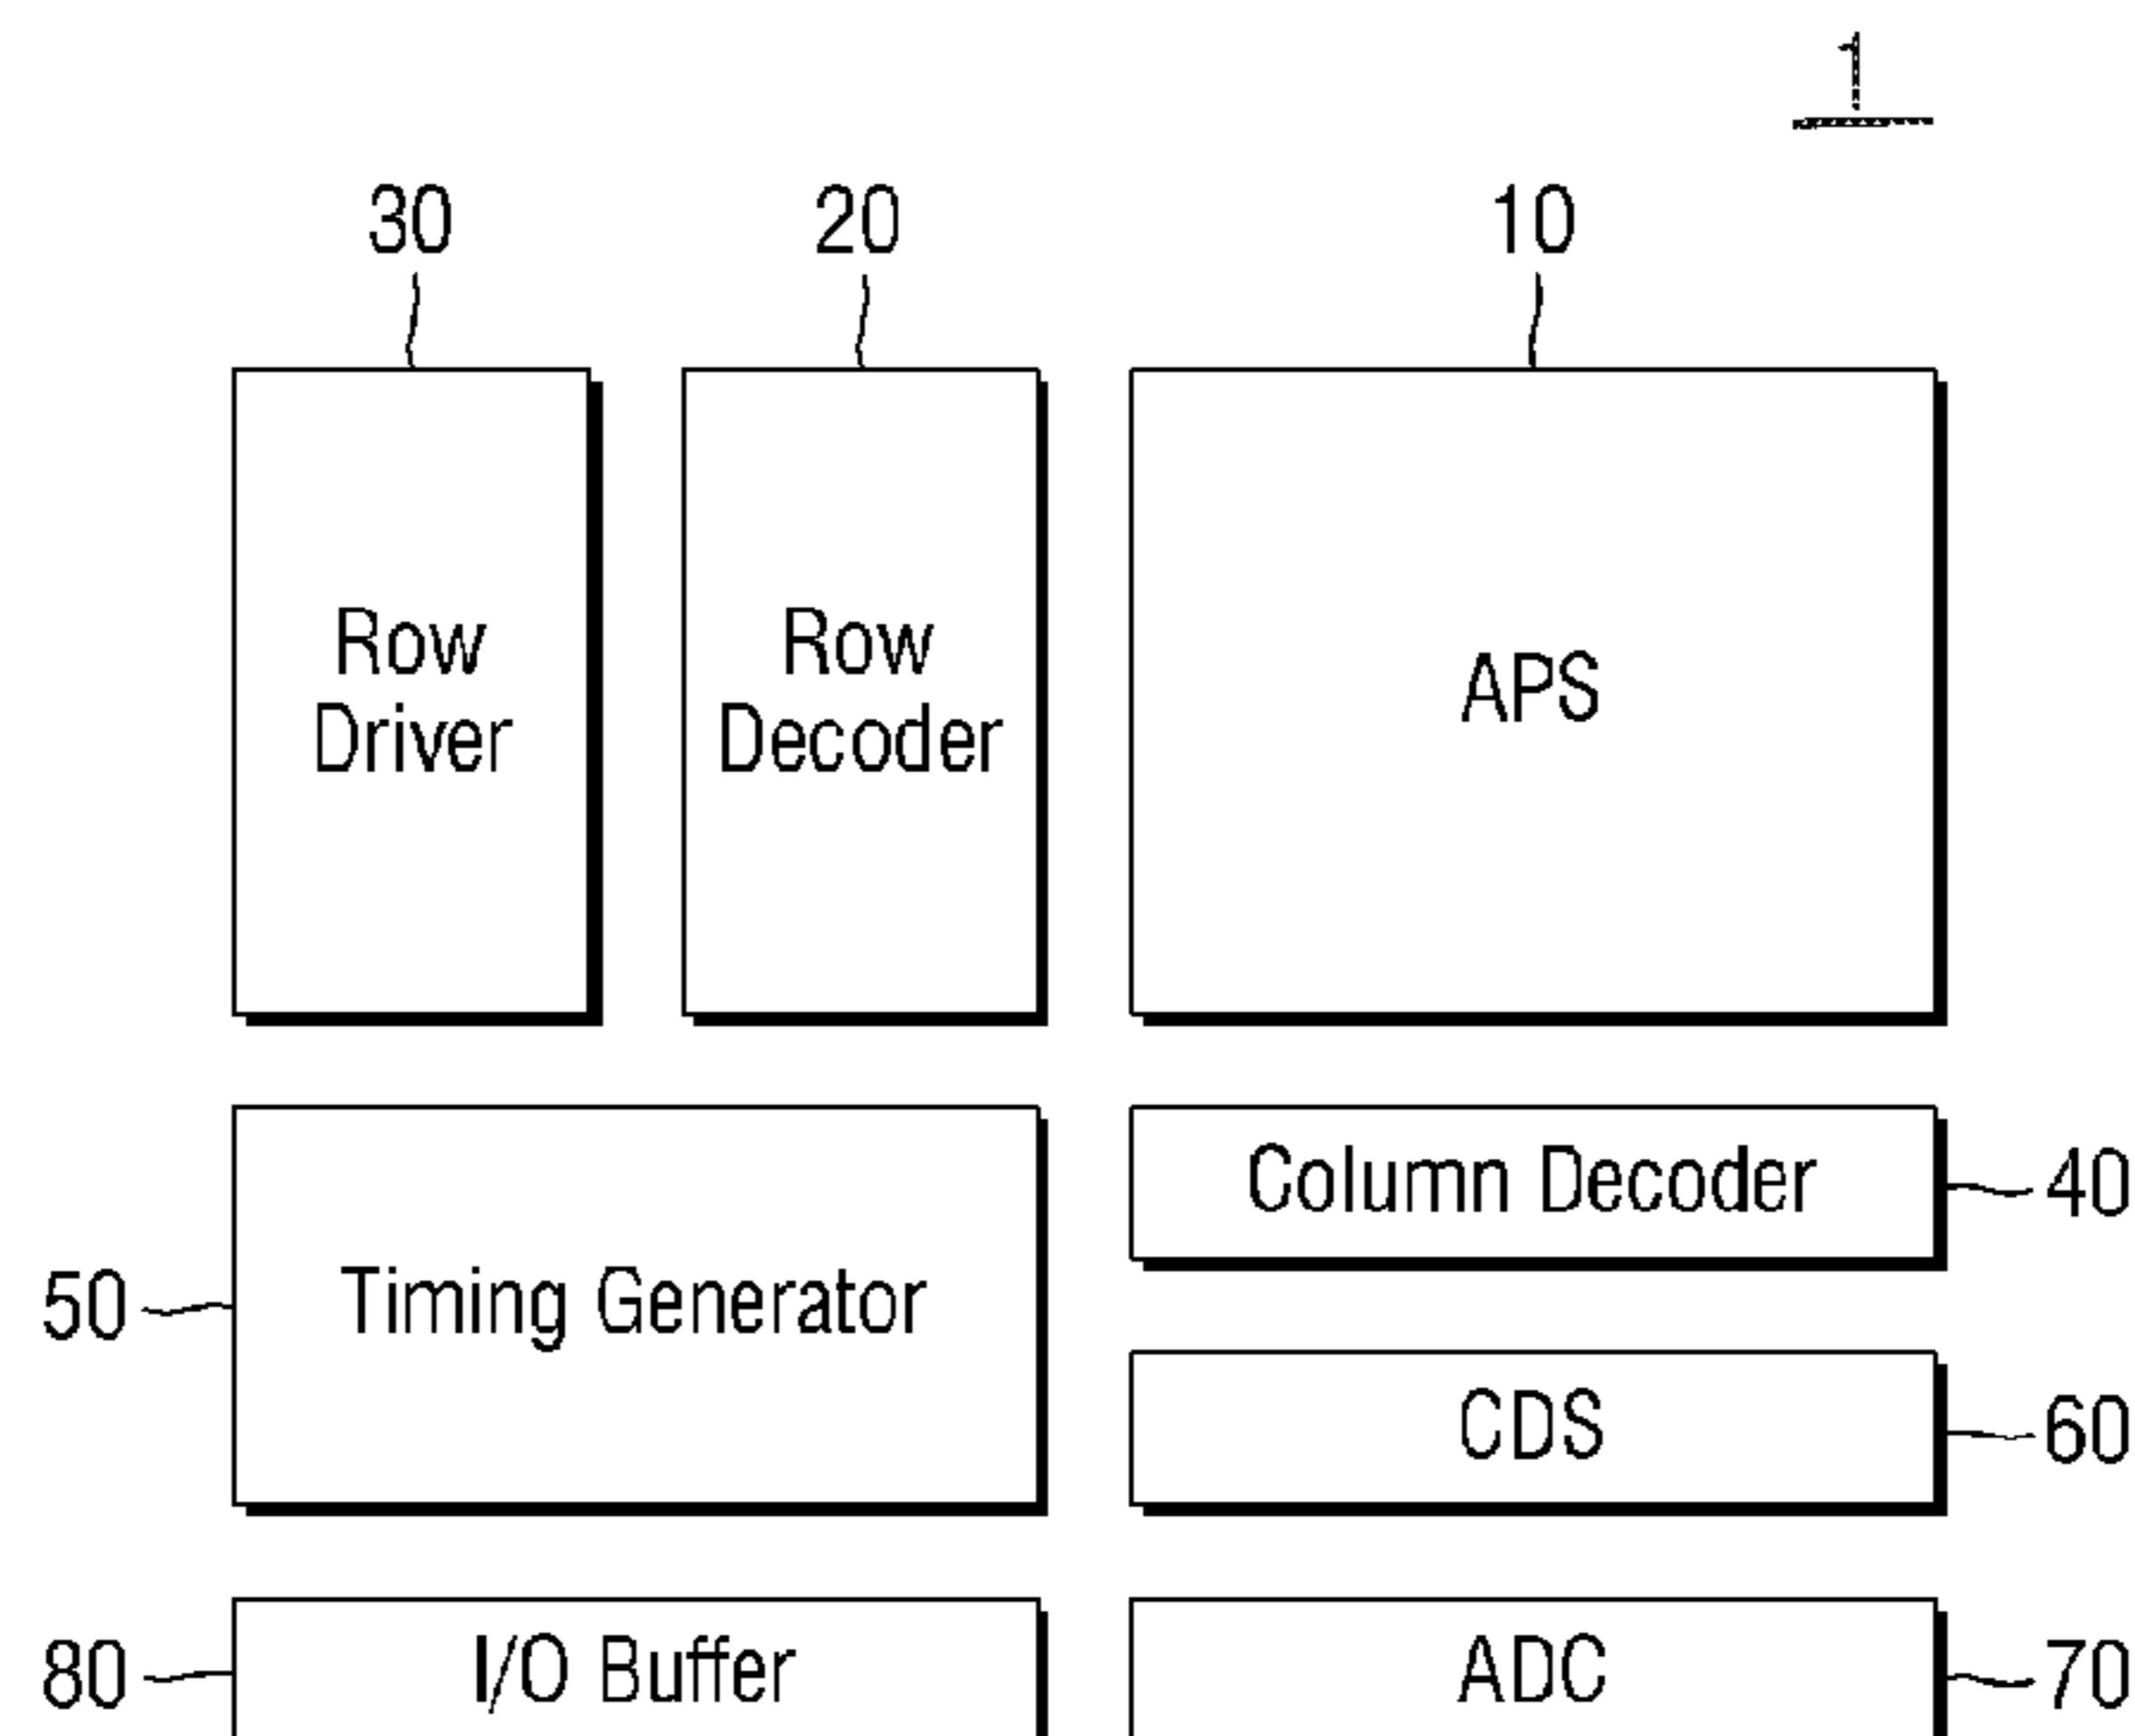 1
30
20
10
Row
Driver
Row
Decoder
APS
Column Decoder
40
50
Timing Generator
CDS
60
80
I/O Buffer
ADC
70